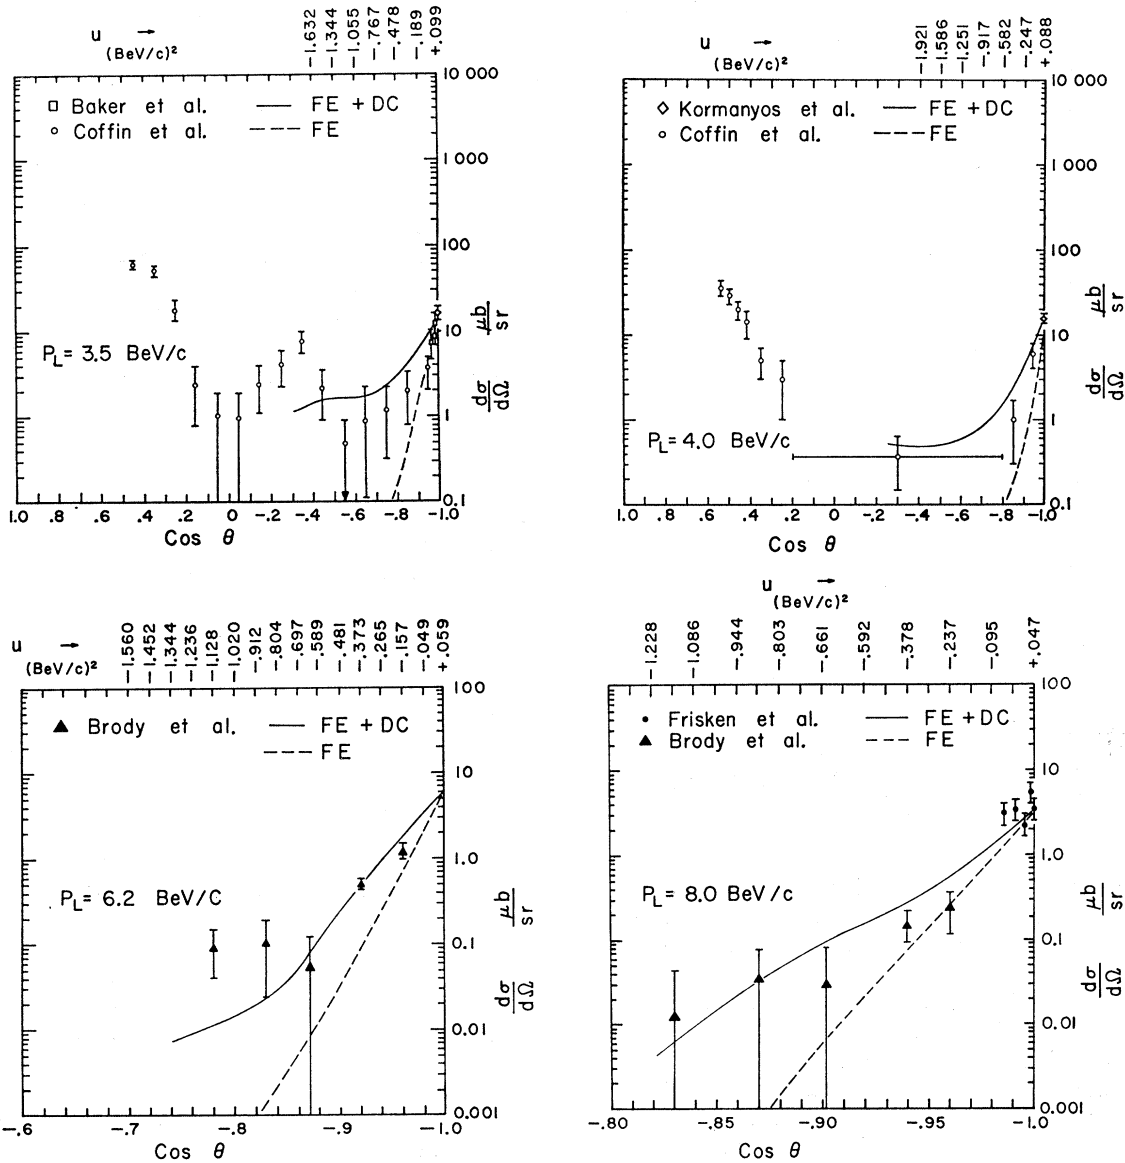 u → (BeV/c)²
-1.632 -1.344 -1.055 -.767 -.478 -.189 +.099
□ Baker et al. —— FE + DC
○ Coffin et al. --- FE
P_L = 3.5 BeV/c
10 000
1 000
100
10
1
0.1
dσ/dΩ μb/sr
1.0 .8 .6 .4 .2 0 -.2 -.4 -.6 -.8 -1.0
Cos θ
u → (BeV/c)²
-1.921 -1.586 -1.251 -.917 -.582 -.247 +.088
◇ Kormanyos et al. —— FE + DC
○ Coffin et al. --- FE
P_L = 4.0 BeV/c
10 000
1 000
100
10
1
0.1
dσ/dΩ μb/sr
1.0 .8 .6 .4 .2 0 -.2 -.4 -.6 -.8 -1.0
Cos θ
u → (BeV/c)²
-1.560 -1.452 -1.344 -1.236 -1.128 -1.020 -.912 -.804 -.697 -.589 -.481 -.373 -.265 -.157 -.049 +.059
▲ Brody et al. —— FE + DC
--- FE
P_L = 6.2 BeV/C
100
10
1.0
0.1
0.01
0.001
dσ/dΩ μb/sr
-.6 -.7 -.8 -.9 -1.0
Cos θ
u → (BeV/c)²
-1.228 -1.086 -.944 -.803 -.661 -.592 -.378 -.237 -.095 +.047
● Frisken et al. —— FE + DC
▲ Brody et al. --- FE
P_L = 8.0 BeV/c
100
10
1.0
0.1
0.01
0.001
dσ/dΩ μb/sr
-.80 -.85 -.90 -.95 -1.0
Cos θ